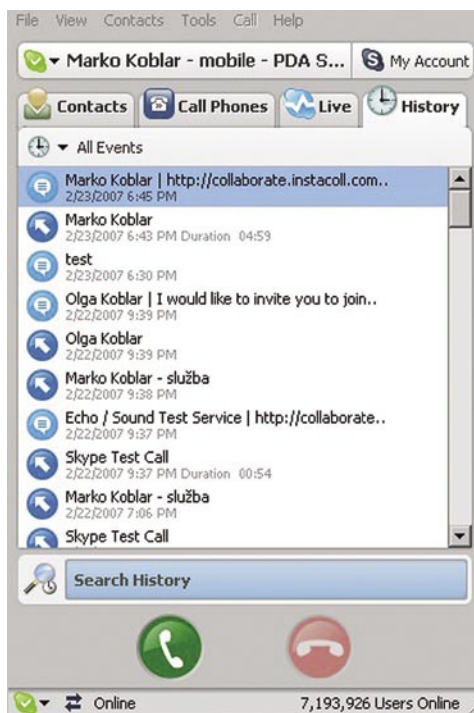 File View Contacts Tools Call Help
Marko Koblar - mobile - PDA S... My Account
Contacts Call Phones Live History
All Events
Marko Koblar | http://collaborate.instacoll.com..
2/23/2007 6:45 PM
Marko Koblar
2/23/2007 6:43 PM Duration 04:59
test
2/23/2007 6:30 PM
Olga Koblar | I would like to invite you to join..
2/22/2007 9:39 PM
Olga Koblar
2/22/2007 9:39 PM
Marko Koblar - služba
2/22/2007 9:38 PM
Echo / Sound Test Service | http://collaborate..
2/22/2007 9:37 PM
Skype Test Call
2/22/2007 9:37 PM Duration 00:54
Marko Koblar - služba
2/22/2007 7:06 PM
Skype Test Call
Search History
Online 7,193,926 Users Online